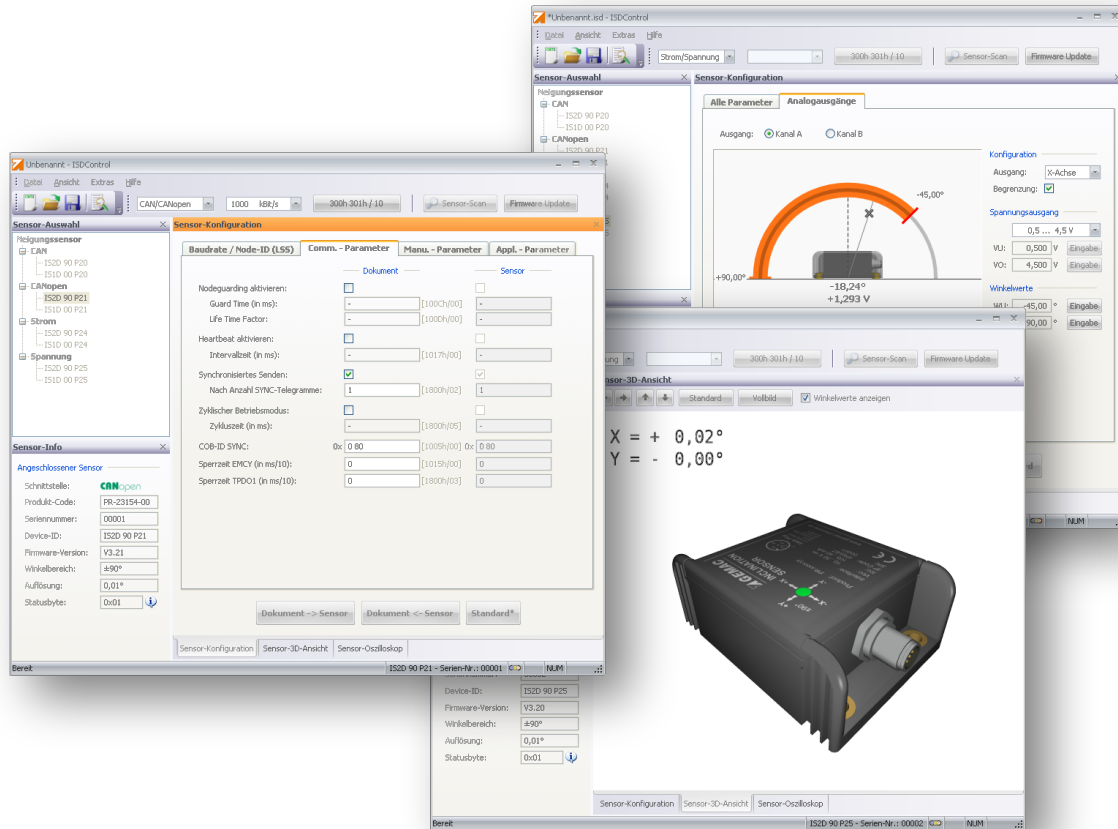 *Unbenannt.isd - ISDControl
Datei Ansicht Extras Hilfe
Strom/Spannung 300h 301h / 10 Sensor-Scan Firmware Update
Sensor-Auswahl
Neigungssensor
CAN
IS2D 90 P20
IS1D 00 P20
CANopen
IS2D 90 P21
Sensor-Konfiguration
Alle Parameter Analogausgänge
Ausgang: Kanal A Kanal B
-45,00°
+90,00°
-18,24°
+1,293 V
Konfiguration
Ausgang: X-Achse
Begrenzung:
Spannungsausgang
0,5 ... 4,5 V
VU: 0,500 V Eingabe
VO: 4,500 V Eingabe
Winkelwerte
WU: -45,00 ° Eingabe
90,00 ° Eingabe
NUM
Unbenannt - ISDControl
Datei Ansicht Extras Hilfe
CAN/CANopen 1000 kBit/s 300h 301h / 10 Sensor-Scan Firmware Update
Sensor-Auswahl
Neigungssensor
CAN
IS2D 90 P20
IS1D 00 P20
CANopen
IS2D 90 P21
IS1D 00 P21
Strom
IS2D 90 P24
IS1D 00 P24
Spannung
IS2D 90 P25
IS1D 00 P25
Sensor-Info
Angeschlossener Sensor
Schnittstelle: CANopen
Produkt-Code: PR-23154-00
Seriennummer: 00001
Device-ID: IS2D 90 P21
Firmware-Version: V3.21
Winkelbereich: ±90°
Auflösung: 0,01°
Statusbyte: 0x01
Sensor-Konfiguration
Baudrate / Node-ID (LSS) Comm. - Parameter Manu. - Parameter Appl. - Parameter
Dokument Sensor
Nodeguarding aktivieren:
Guard Time (in ms): - [100Ch/00] -
Life Time Factor: - [100Dh/00] -
Heartbeat aktivieren:
Intervallzeit (in ms): - [1017h/00] -
Synchronisiertes Senden:
Nach Anzahl SYNC-Telegramme: 1 [1800h/02] 1
Zyklischer Betriebsmodus:
Zykluszeit (in ms): - [1800h/05] -
COB-ID SYNC: 0x 0 80 [1005h/00] 0x 0 80
Sperrzeit EMCY (in ms/10): 0 [1015h/00] 0
Sperrzeit TPDO1 (in ms/10): 0 [1800h/03] 0
Dokument -> Sensor Dokument <- Sensor Standard*
Sensor-Konfiguration Sensor-3D-Ansicht Sensor-Oszilloskop
Bereit IS2D 90 P21 - Serien-Nr.: 00001 NUM
300h 301h / 10 Sensor-Scan Firmware Update
Sensor-3D-Ansicht
Standard Vollbild Winkelwerte anzeigen
X = + 0,02°
Y = - 0,00°
GEMAC
INCLINATION
SENSOR
Device-ID: IS2D 90 P25
Firmware-Version: V3.20
Winkelbereich: ±90°
Auflösung: 0,01°
Statusbyte: 0x01
Sensor-Konfiguration Sensor-3D-Ansicht Sensor-Oszilloskop
Bereit IS2D 90 P25 - Serien-Nr.: 00002 NUM